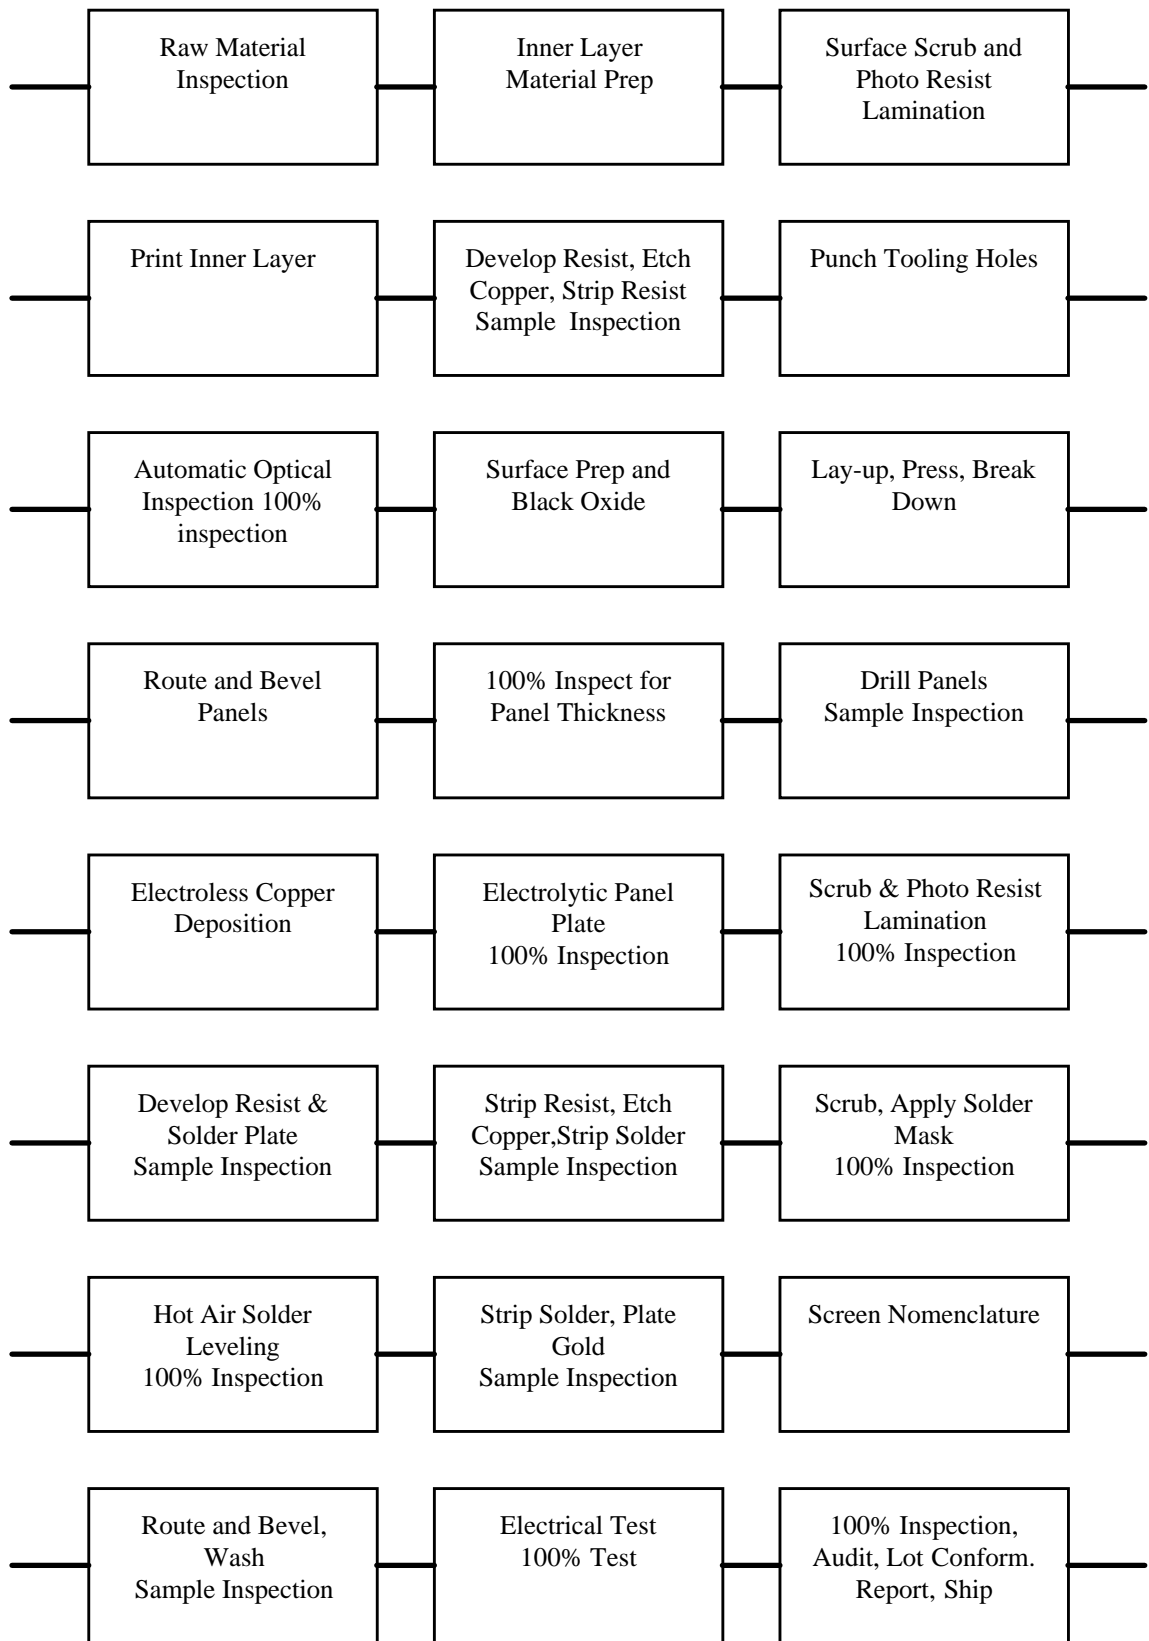 Raw Material
Inspection
Inner Layer
Material Prep
Surface Scrub and
Photo Resist
Lamination
Print Inner Layer
Develop Resist, Etch
Copper, Strip Resist
Sample  Inspection
Punch Tooling Holes
Automatic Optical
Inspection 100%
inspection
Surface Prep and
Black Oxide
Lay-up, Press, Break
Down
Route and Bevel
Panels
100% Inspect for
Panel Thickness
Drill Panels
Sample Inspection
Electroless Copper
Deposition
Electrolytic Panel
Plate
100% Inspection
Scrub & Photo Resist
Lamination
100% Inspection
Develop Resist &
Solder Plate
Sample Inspection
Strip Resist, Etch
Copper,Strip Solder
Sample Inspection
Scrub, Apply Solder
Mask
100% Inspection
Hot Air Solder
Leveling
100% Inspection
Strip Solder, Plate
Gold
Sample Inspection
Screen Nomenclature
Route and Bevel,
Wash
Sample Inspection
Electrical Test
100% Test
100% Inspection,
Audit, Lot Conform.
Report, Ship